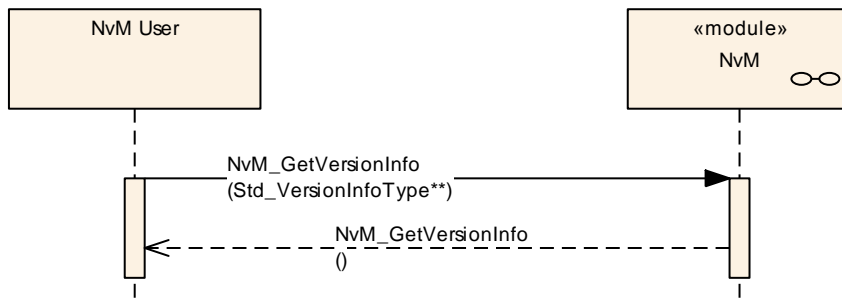 NvM User
«module»
NvM
NvM_GetVersionInfo
(Std_VersionInfoType**)
NvM_GetVersionInfo
()